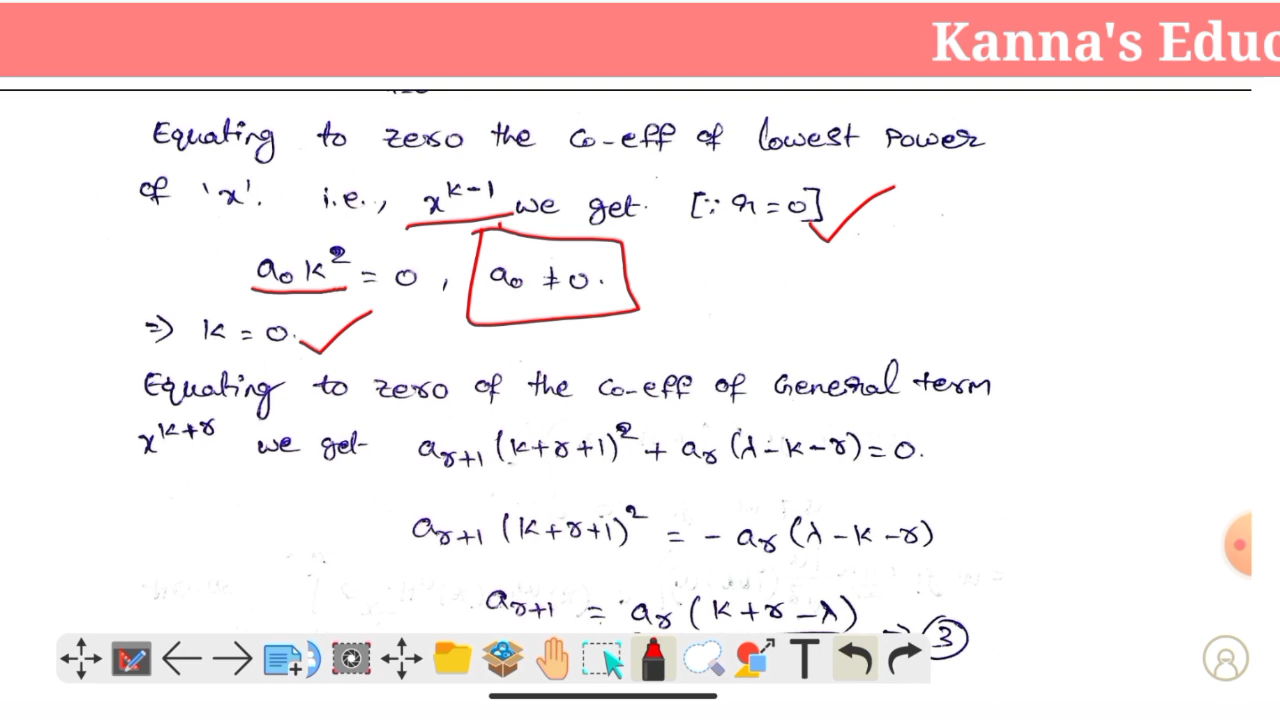 Kanna's Educ
Equating to zero the co-eff of lowest power
of 'x'. i.e., x^{k-1} we get. [∵ r=0]
a₀ k² = 0, a₀ ≠ 0.
⇒ k = 0.
Equating to zero of the co-eff of General term
x^{k+r} we get a_{r+1} (k+r+1)² + a_r (λ-k-r) = 0.
a_{r+1} (k+r+1)² = - a_r (λ-k-r)
a_{r+1} = a_r (k+r-λ) → ③
T